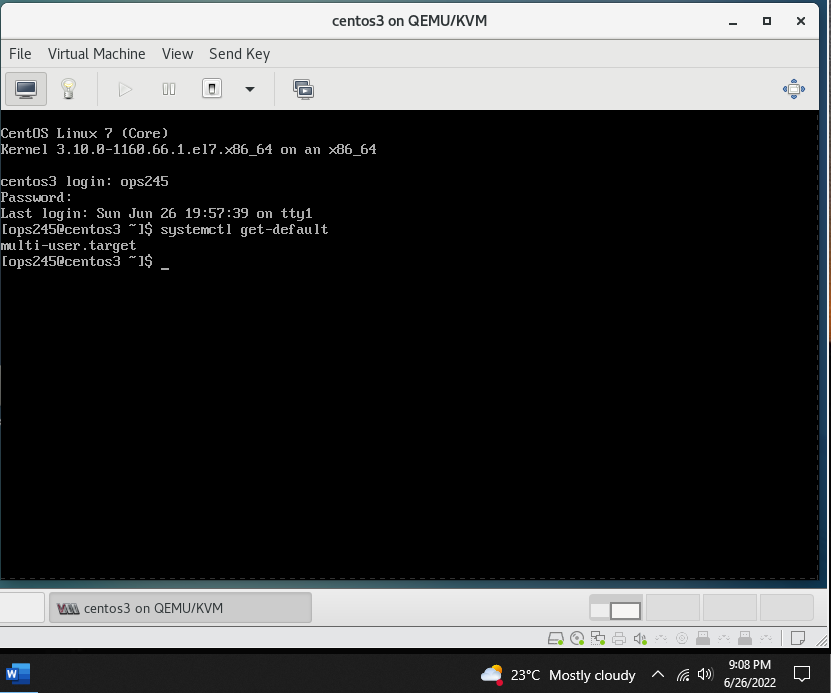 centos3 on QEMU/KVM
File Virtual Machine View Send Key
CentOS Linux 7 (Core)
Kernel 3.10.0-1160.66.1.el7.x86_64 on an x86_64
centos3 login: ops245
Password:
Last login: Sun Jun 26 19:57:39 on tty1
[ops245@centos3 ~]$ systemctl get-default
multi-user.target
[ops245@centos3 ~]$ _
centos3 on QEMU/KVM
W 23°C Mostly cloudy 9:08 PM
6/26/2022